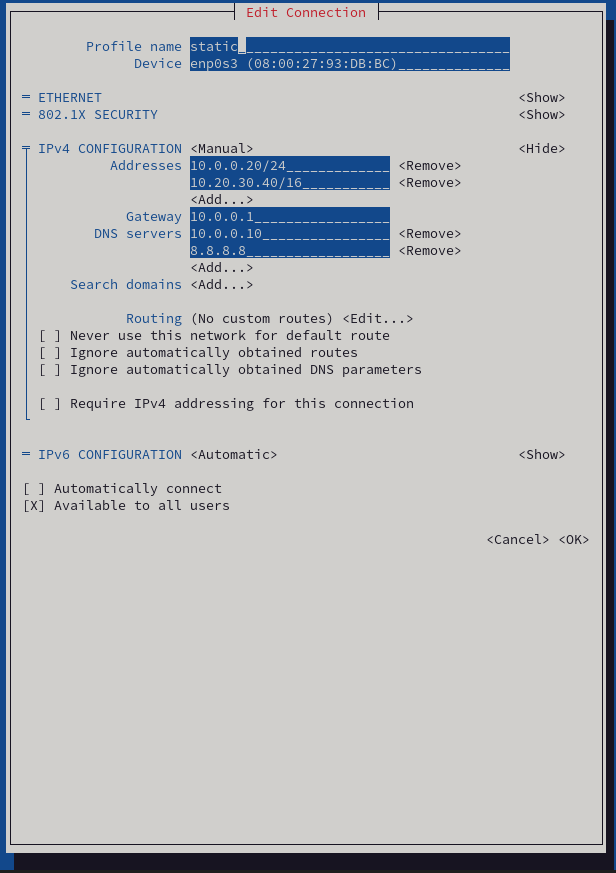 Edit Connection
Profile name static
Device enp0s3 (08:00:27:93:DB:BC)
= ETHERNET <Show>
= 802.1X SECURITY <Show>
IPv4 CONFIGURATION <Manual> <Hide>
Addresses 10.0.0.20/24 <Remove>
10.20.30.40/16 <Remove>
<Add...>
Gateway 10.0.0.1
DNS servers 10.0.0.10 <Remove>
8.8.8.8 <Remove>
<Add...>
Search domains <Add...>
Routing (No custom routes) <Edit...>
[ ] Never use this network for default route
[ ] Ignore automatically obtained routes
[ ] Ignore automatically obtained DNS parameters
[ ] Require IPv4 addressing for this connection
= IPv6 CONFIGURATION <Automatic> <Show>
[ ] Automatically connect
[X] Available to all users
<Cancel> <OK>